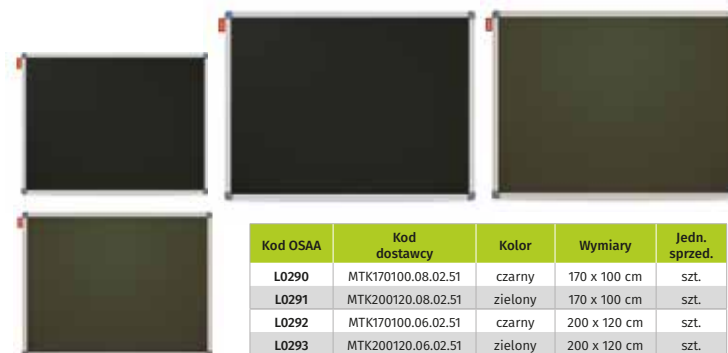 Kod OSAA Kod dostawcy Kolor Wymiary Jedn. sprzed.
L0290 MTK170100.08.02.51 czarny 170 x 100 cm szt.
L0291 MTK200120.08.02.51 zielony 170 x 100 cm szt.
L0292 MTK170100.06.02.51 czarny 200 x 120 cm szt.
L0293 MTK200120.06.02.51 zielony 200 x 120 cm szt.